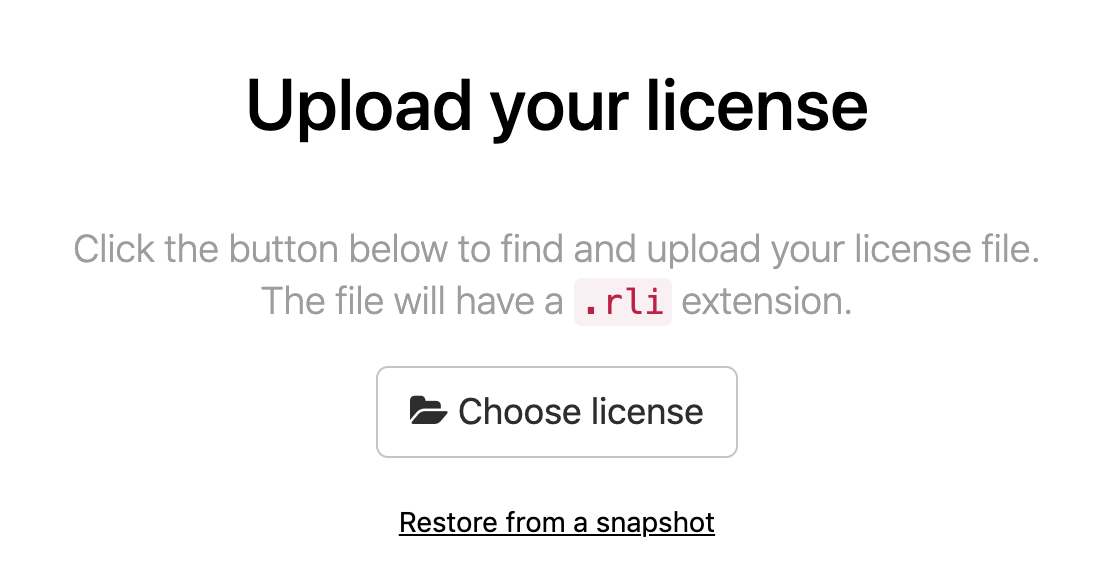 Upload your license
Click the button below to find and upload your license file.
The file will have a .rli extension.
Choose license
Restore from a snapshot